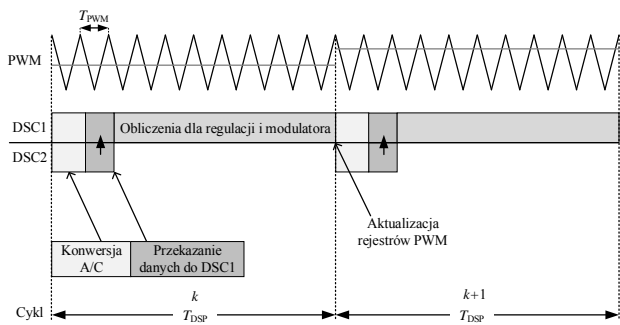 T_PWM
PWM
DSC1
Obliczenia dla regulacji i modulatora
DSC2
Aktualizacja
rejestrów PWM
Konwersja
A/C
Przekazanie
danych do DSC1
k
k+1
Cykl
T_DSP
T_DSP